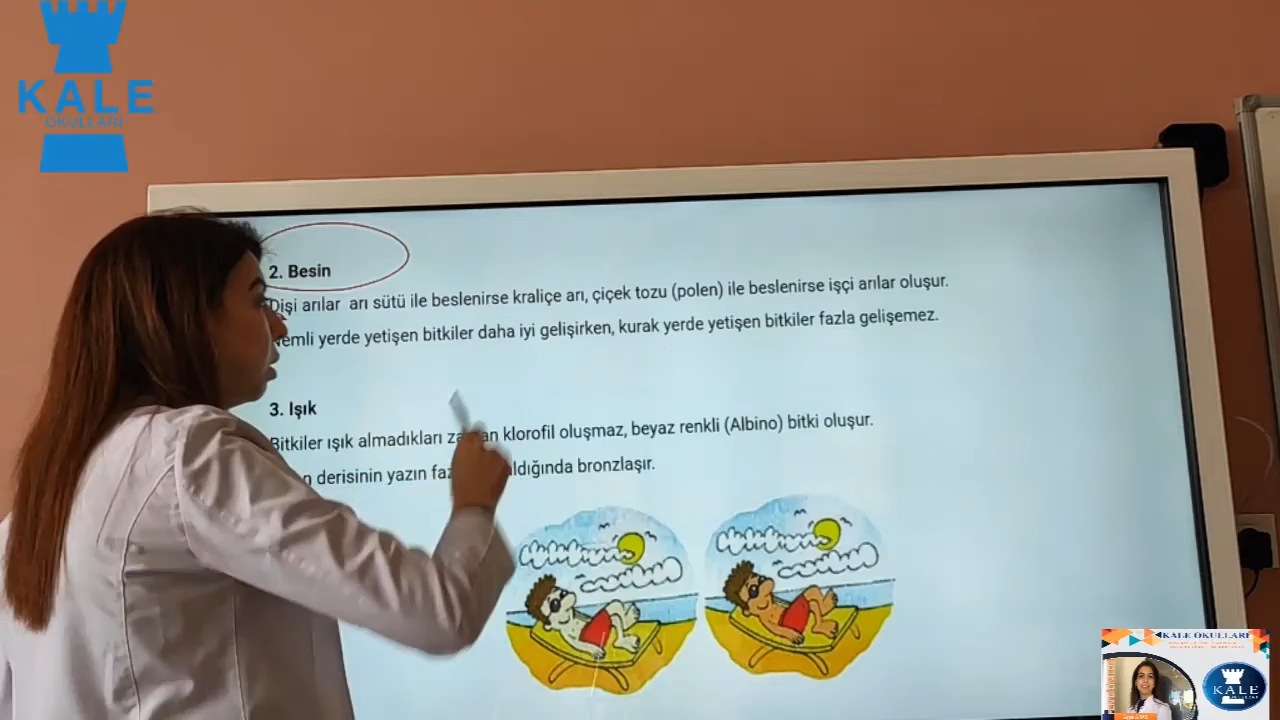 KALE
OKULLARI
2. Besin
Dişi arılar arı sütü ile beslenirse kraliçe arı, çiçek tozu (polen) ile beslenirse işçi arılar oluşur.
emli yerde yetişen bitkiler daha iyi gelişirken, kurak yerde yetişen bitkiler fazla gelişemez.
3. Işık
Bitkiler ışık almadıkları za an klorofil oluşmaz, beyaz renkli (Albino) bitki oluşur.
n derisinin yazın faz aldığında bronzlaşır.
KALE OKULLARI
KALE